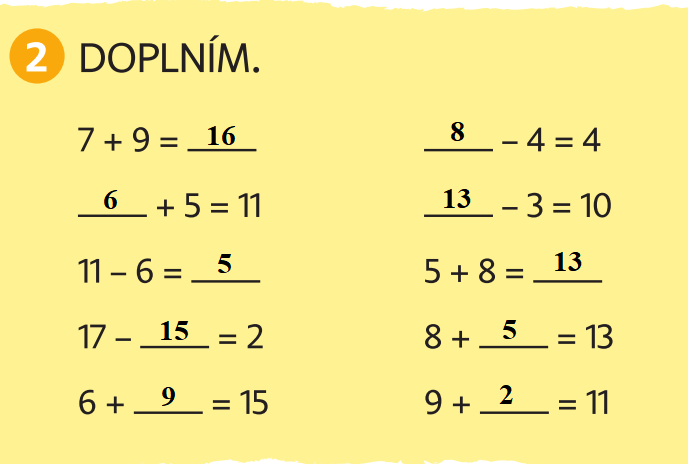 2 DOPLNÍM.
7 + 9 = 16
8 – 4 = 4
6 + 5 = 11
13 – 3 = 10
11 – 6 = 5
5 + 8 = 13
17 – 15 = 2
8 + 5 = 13
6 + 9 = 15
9 + 2 = 11